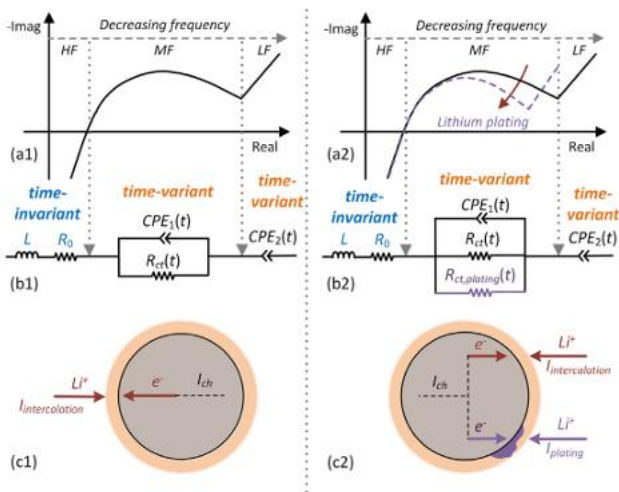 -Imag
Decreasing frequency
HF
MF
LF
Real
(a1)
time-invariant
time-variant
time-variant
L
R0
CPE1(t)
Rct(t)
CPE2(t)
(b1)
Li+
Iintercalation
e-
Ich
(c1)
-Imag
Decreasing frequency
HF
MF
LF
Lithium plating
Real
(a2)
time-invariant
time-variant
time-variant
L
R0
CPE1(t)
Rct(t)
Rct,plating(t)
CPE2(t)
(b2)
e-
Li+
Iintercalation
Ich
e-
Li+
Iplating
(c2)